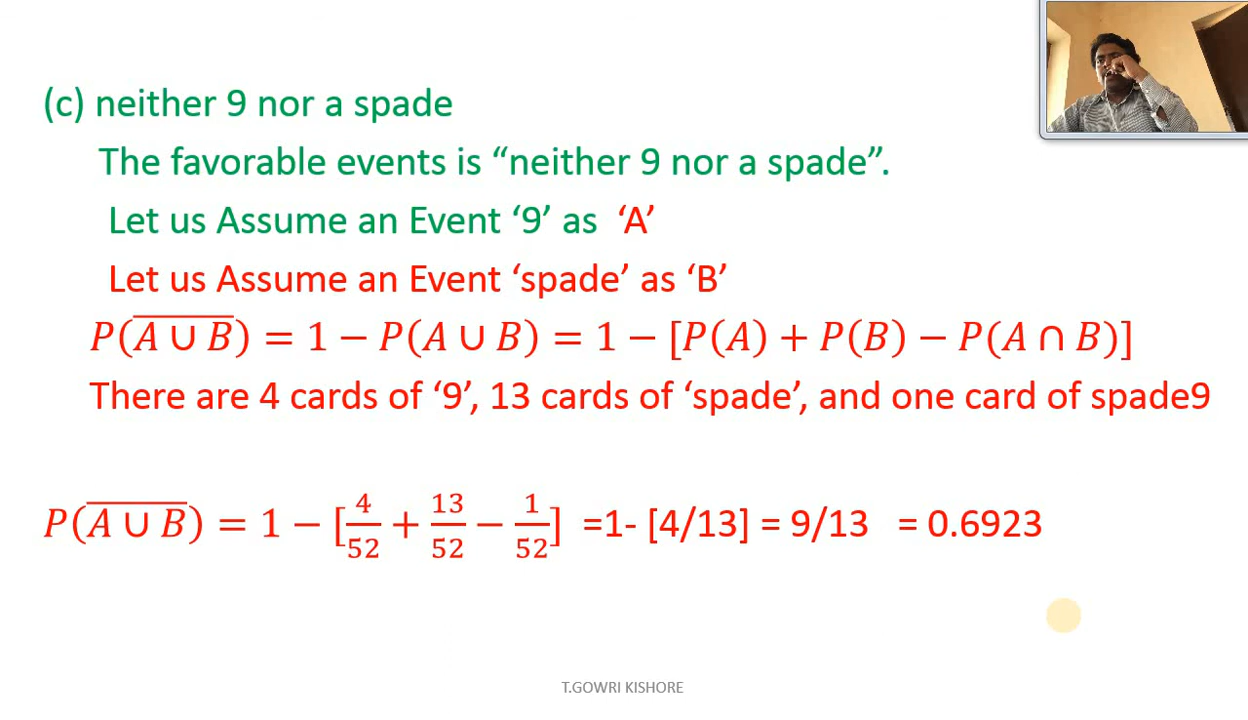 (c) neither 9 nor a spade
The favorable events is “neither 9 nor a spade”.
Let us Assume an Event ‘9’ as ‘A’
Let us Assume an Event ‘spade’ as ‘B’
P(\overline{A ∪ B}) = 1 − P(A ∪ B) = 1 − [P(A) + P(B) − P(A ∩ B)]
There are 4 cards of ‘9’, 13 cards of ‘spade’, and one card of spade9
P(\overline{A ∪ B}) = 1 − [4/52 + 13/52 − 1/52] =1- [4/13] = 9/13 = 0.6923
T.GOWRI KISHORE